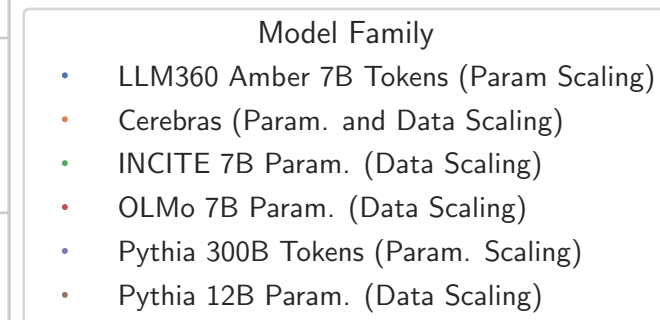 Model Family
LLM360 Amber 7B Tokens (Param Scaling)
Cerebras (Param. and Data Scaling)
INCITE 7B Param. (Data Scaling)
OLMo 7B Param. (Data Scaling)
Pythia 300B Tokens (Param. Scaling)
Pythia 12B Param. (Data Scaling)